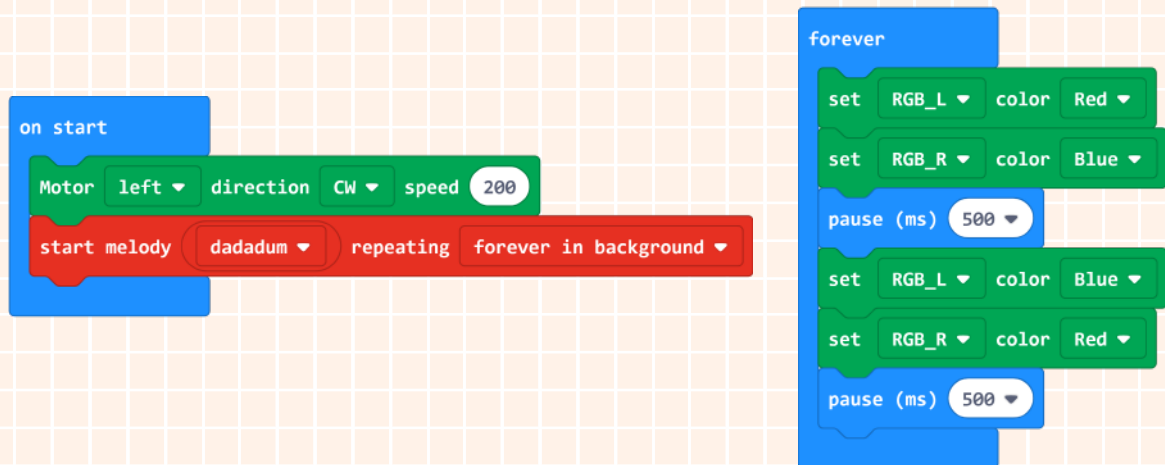 on start
Motor left direction CW speed 200
start melody dadadum repeating forever in background
forever
set RGB_L color Red
set RGB_R color Blue
pause (ms) 500
set RGB_L color Blue
set RGB_R color Red
pause (ms) 500